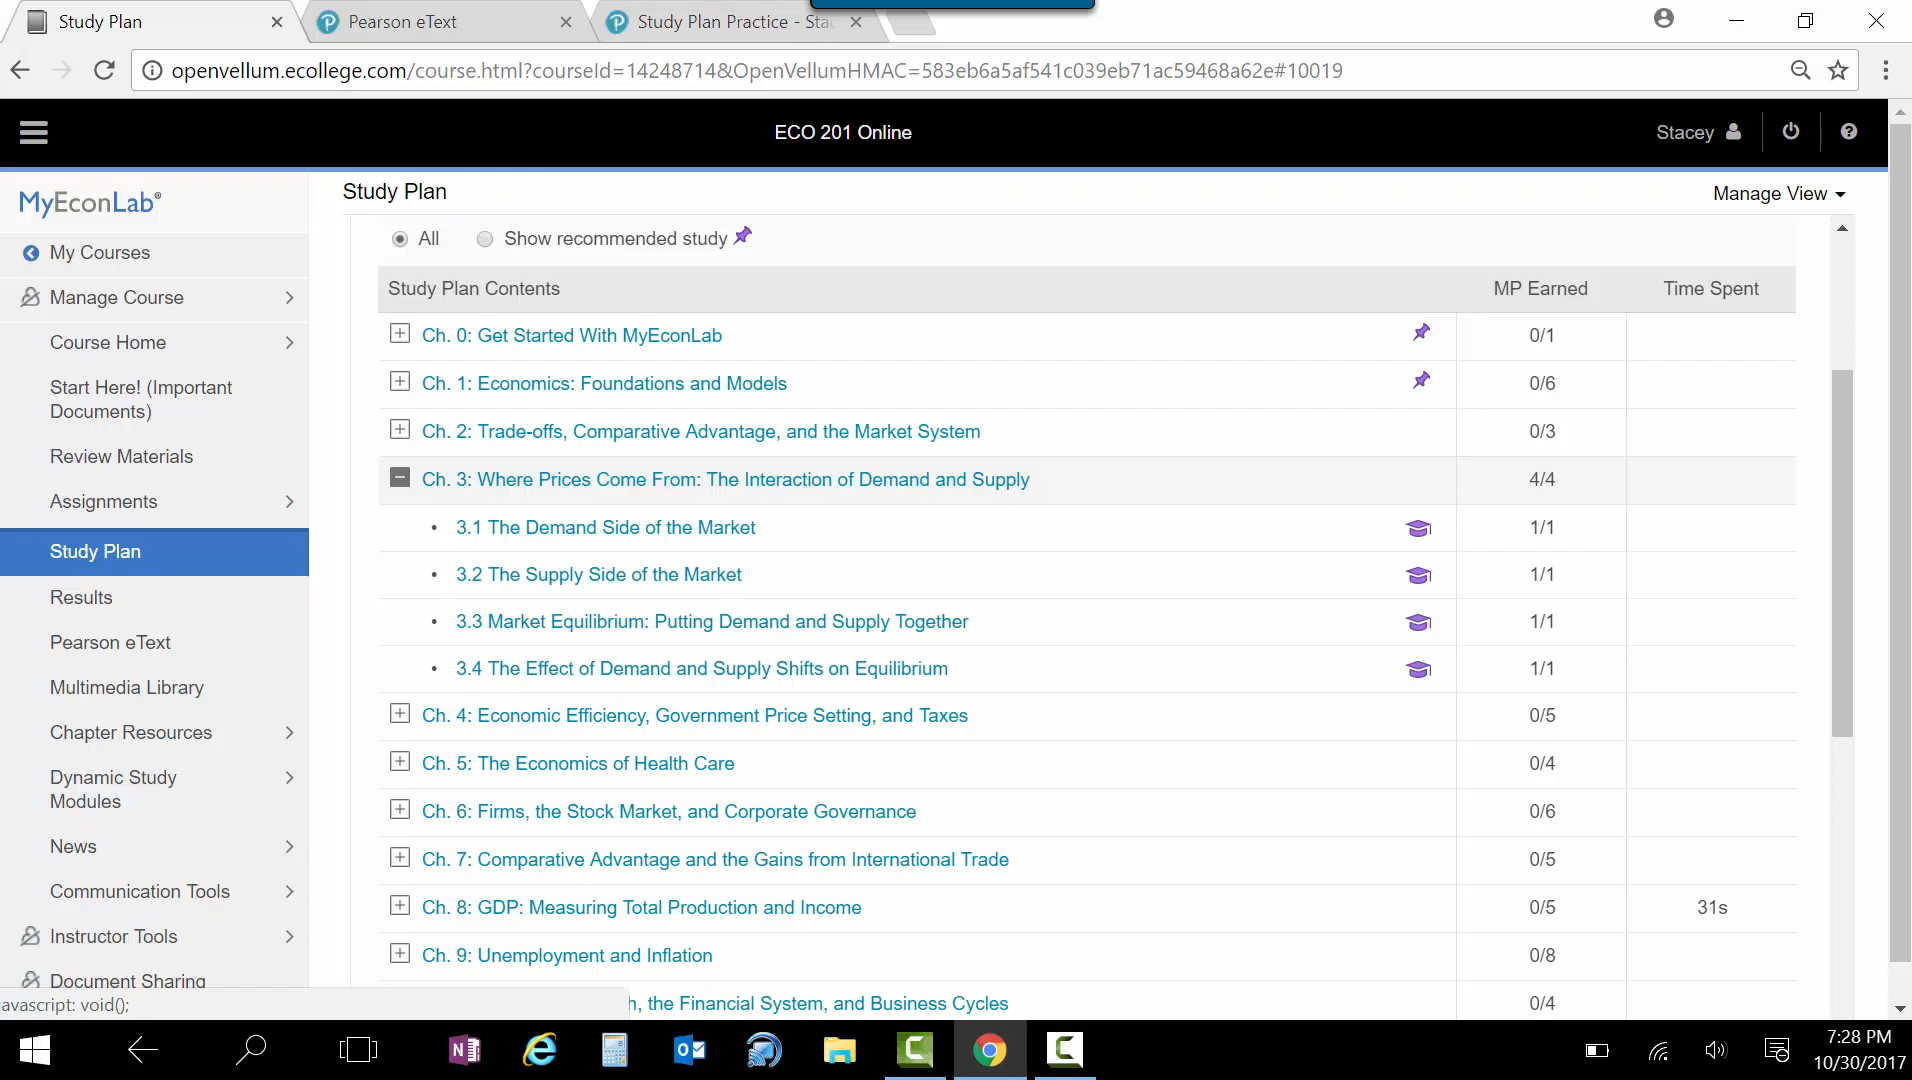 Study Plan
Pearson eText
Study Plan Practice - Stac
openvellum.ecollege.com/course.html?courseId=14248714&OpenVellumHMAC=583eb6a5af541c039eb71ac59468a62e#10019
ECO 201 Online
Stacey
MyEconLab®
Study Plan
Manage View
My Courses
Manage Course
Course Home
Start Here! (Important
Documents)
Review Materials
Assignments
Study Plan
Results
Pearson eText
Multimedia Library
Chapter Resources
Dynamic Study
Modules
News
Communication Tools
Instructor Tools
Document Sharing
avascript: void();
All
Show recommended study
Study Plan Contents MP Earned Time Spent
Ch. 0: Get Started With MyEconLab 0/1
Ch. 1: Economics: Foundations and Models 0/6
Ch. 2: Trade-offs, Comparative Advantage, and the Market System 0/3
Ch. 3: Where Prices Come From: The Interaction of Demand and Supply 4/4
• 3.1 The Demand Side of the Market 1/1
• 3.2 The Supply Side of the Market 1/1
• 3.3 Market Equilibrium: Putting Demand and Supply Together 1/1
• 3.4 The Effect of Demand and Supply Shifts on Equilibrium 1/1
Ch. 4: Economic Efficiency, Government Price Setting, and Taxes 0/5
Ch. 5: The Economics of Health Care 0/4
Ch. 6: Firms, the Stock Market, and Corporate Governance 0/6
Ch. 7: Comparative Advantage and the Gains from International Trade 0/5
Ch. 8: GDP: Measuring Total Production and Income 0/5 31s
Ch. 9: Unemployment and Inflation 0/8
h, the Financial System, and Business Cycles 0/4
7:28 PM
10/30/2017